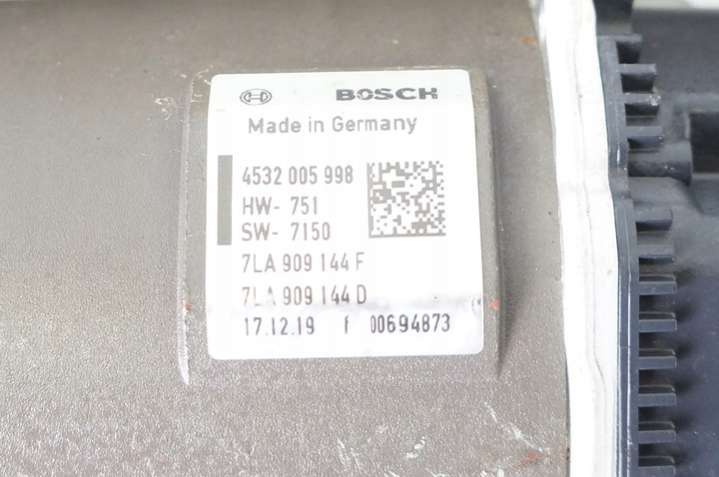 BOSCH
Made in Germany
4532 005 998
HW- 751
SW- 7150
7LA 909 144 F
7LA 909 144 D
17.12.19 f 00694873